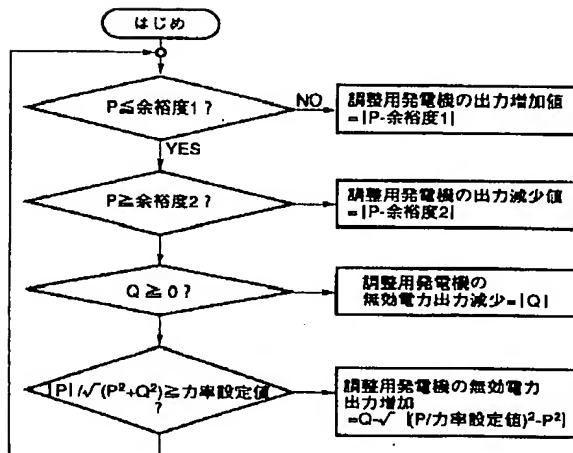 はじめ
P≦余裕度1?
NO
調整用発電機の出力増加値
=|P-余裕度1|
YES
P≧余裕度2?
調整用発電機の出力減少値
=|P-余裕度2|
Q≧0?
調整用発電機の
無効電力出力減少=|Q|
|P|/√(P²+Q²)≧力率設定値
?
調整用発電機の無効電力
出力増加
=Q-√ [(P/力率設定値)²-P²]